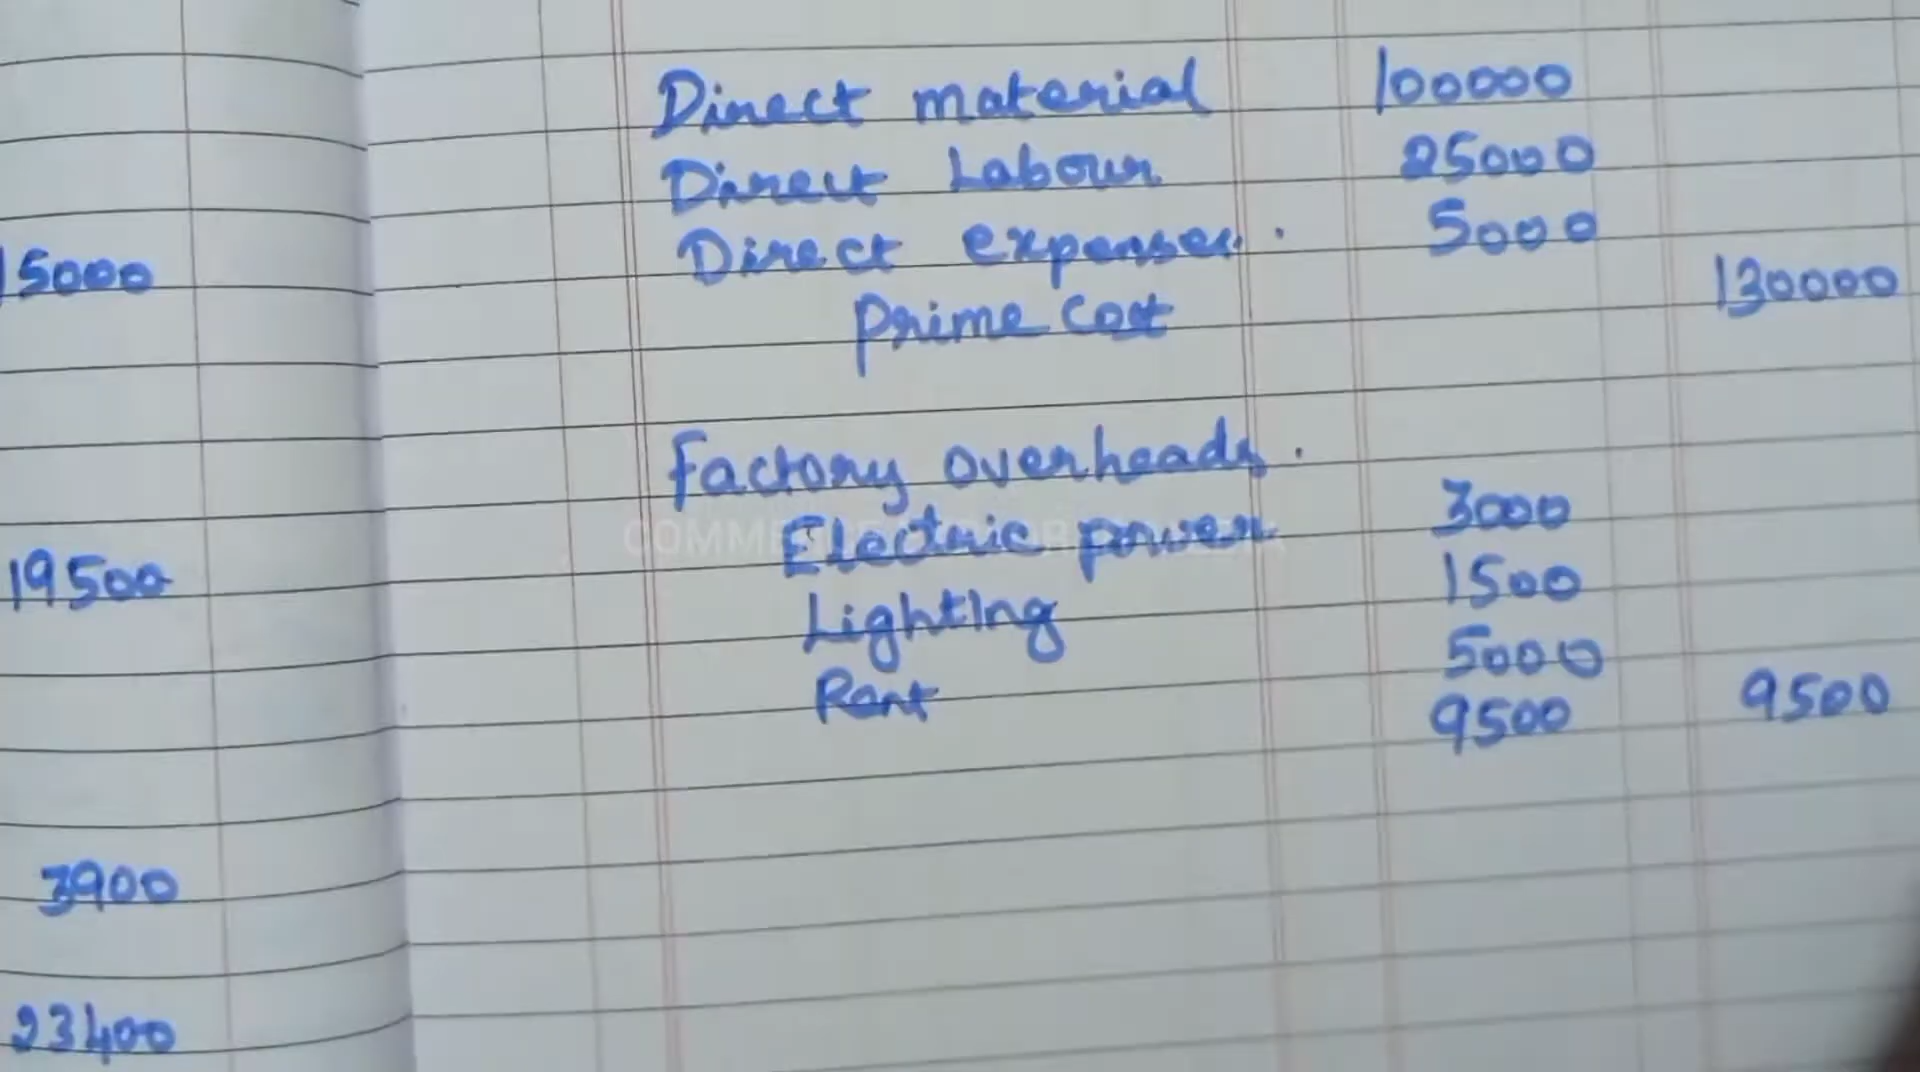 15000
19500
3900
23400
Direct material 100000
Direct Labour 25000
Direct expenses. 5000
Prime Cost 130000
Factory overheads.
Electric power 3000
Lighting 1500
Rent 5000
9500 9500